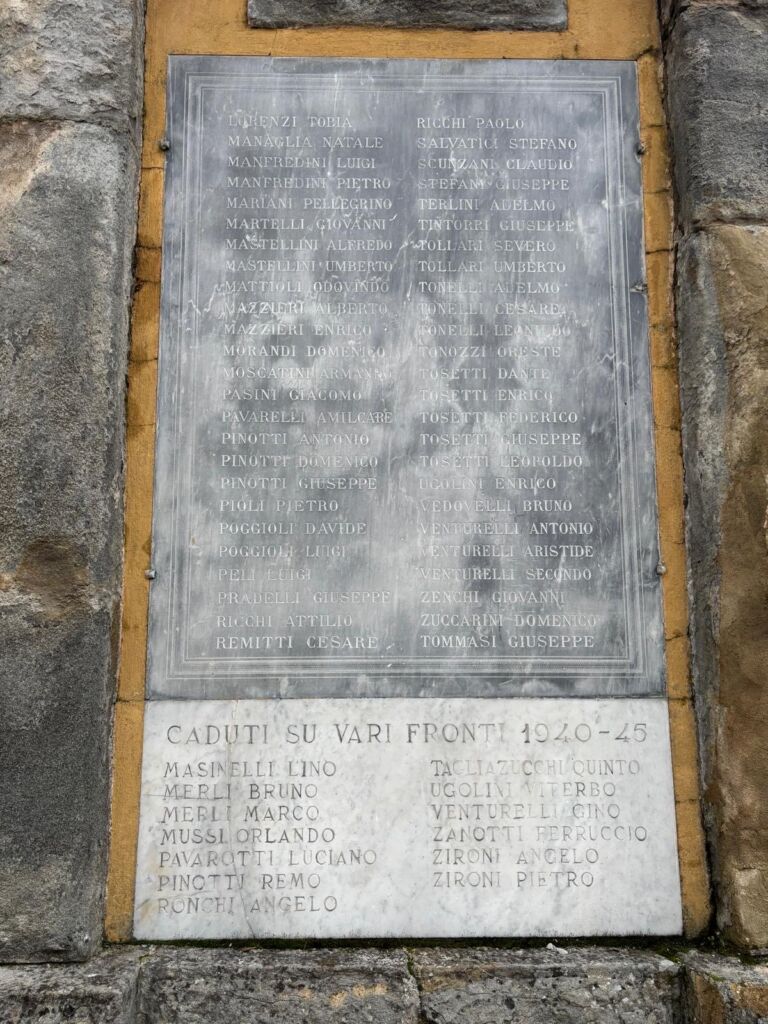 LORENZI TOBIA
MANAGLIA NATALE
MANFREDINI LUIGI
MANFREDINI PIETRO
MARIANI PELLEGRINO
MARTELLI GIOVANNI
MASTELLINI ALFREDO
MASTELLINI UMBERTO
MATTIOLI ODOVINDO
MAZZIERI ALBERTO
MAZZIERI ENRICO
MORANDI DOMENICO
MOSCATINI ARMANNO
PASINI GIACOMO
PAVARELLI AMILCARE
PINOTTI ANTONIO
PINOTTI DOMENICO
PINOTTI GIUSEPPE
PIOLI PIETRO
POGGIOLI DAVIDE
POGGIOLI LUIGI
PELI LUIGI
PRADELLI GIUSEPPE
RICCHI ATTILIO
REMITTI CESARE
RICCHI PAOLO
SALVATICI STEFANO
SCUNZANI CLAUDIO
STEFANI GIUSEPPE
TERLINI ADELMO
TINTORRI GIUSEPPE
TOLLARI SEVERO
TOLLARI UMBERTO
TONELLI ADELMO
TONELLI CESARE
TONELLI LEONILDO
TONOZZI ORESTE
TOSETTI DANTE
TOSETTI ENRICO
TOSETTI FEDERICO
TOSETTI GIUSEPPE
TOSETTI LEOPOLDO
UGOLINI ENRICO
VEDOVELLI BRUNO
VENTURELLI ANTONIO
VENTURELLI ARISTIDE
VENTURELLI SECONDO
ZENCHI GIOVANNI
ZUCCARINI DOMENICO
TOMMASI GIUSEPPE
CADUTI SU VARI FRONTI 1940-45
MASINELLI LINO
MERLI BRUNO
MERLI MARCO
MUSSI ORLANDO
PAVAROTTI LUCIANO
PINOTTI REMO
RONCHI ANGELO
TAGLIAZUCCHI QUINTO
UGOLINI VITERBO
VENTURELLI GINO
ZANOTTI FERRUCCIO
ZIRONI ANGELO
ZIRONI PIETRO